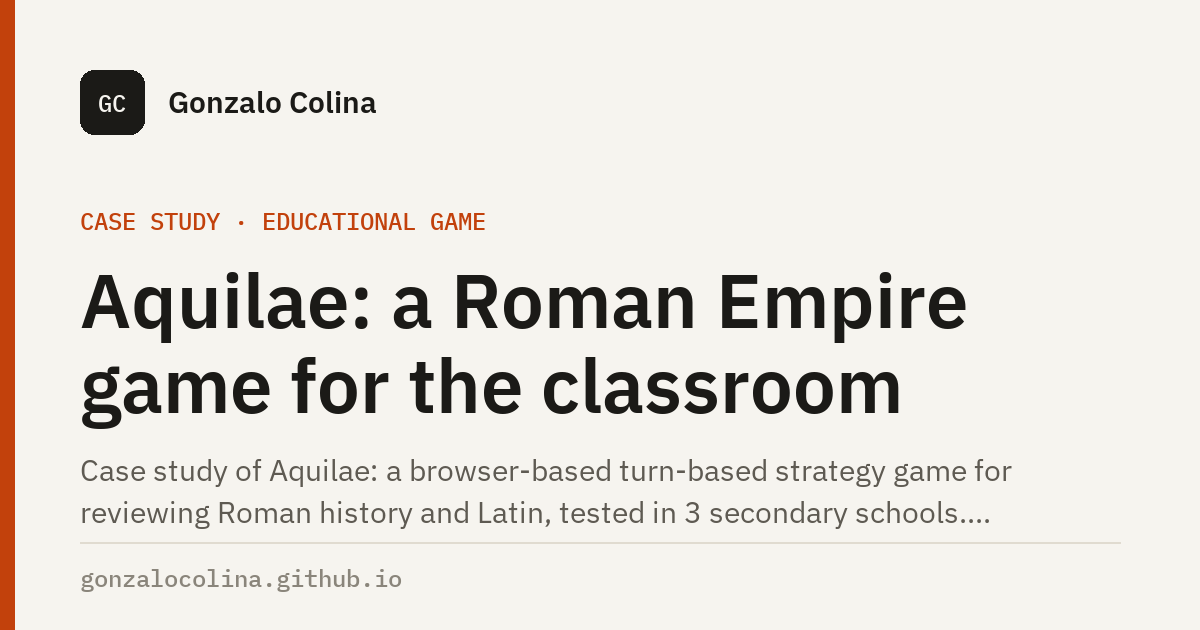 GC
Gonzalo Colina
CASE STUDY · EDUCATIONAL GAME
Aquilae: a Roman Empire
game for the classroom
Case study of Aquilae: a browser-based turn-based strategy game for
reviewing Roman history and Latin, tested in 3 secondary schools....
gonzalocolina.github.io